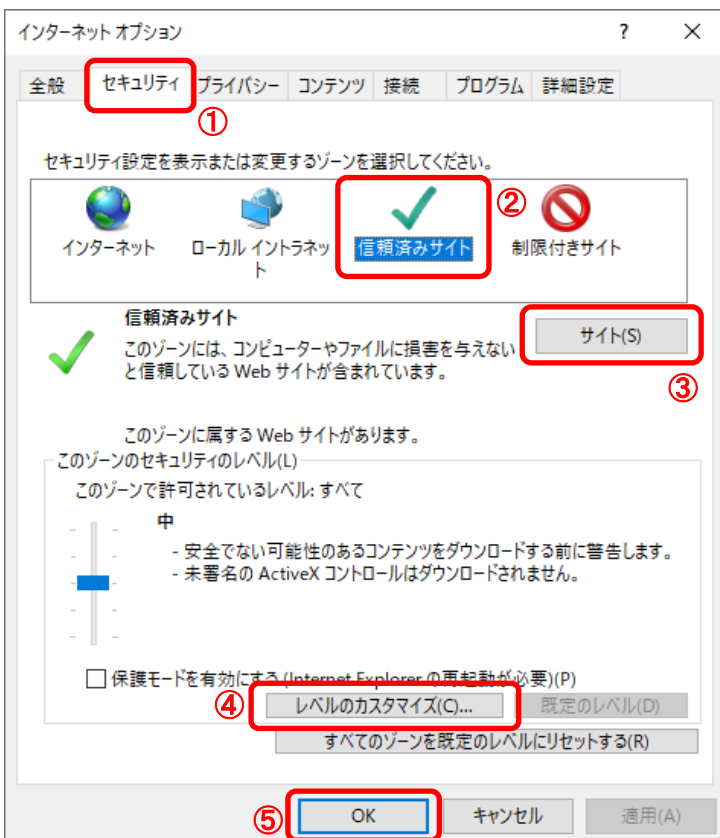 インターネット オプション
?
×
全般 セキュリティ プライバシー コンテンツ 接続 プログラム 詳細設定
①
セキュリティ設定を表示または変更するゾーンを選択してください。
②
インターネット ローカル イントラネッ
ト 信頼済みサイト 制限付きサイト
信頼済みサイト
サイト(S)
このゾーンには、コンピューターやファイルに損害を与えない
と信頼している Web サイトが含まれています。
③
このゾーンに属する Web サイトがあります。
このゾーンのセキュリティのレベル(L)
このゾーンで許可されているレベル: すべて
中
- 安全でない可能性のあるコンテンツをダウンロードする前に警告します。
- 未署名の ActiveX コントロールはダウンロードされません。
保護モードを有効にする (Internet Explorer の再起動が必要)(P)
④
レベルのカスタマイズ(C)... 既定のレベル(D)
すべてのゾーンを既定のレベルにリセットする(R)
⑤
OK キャンセル 適用(A)